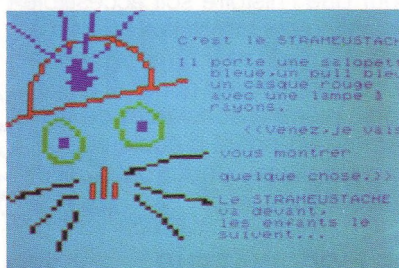 C'est le STRAMEUSTACH
Il porte une salopett
bleue,un pull bleu
un casque rouge
avec une lampe à
rayons.
<<Venez,je vais
vous montrer
quelque chose.>>
Le STRAMEUSTACHE
va devant,
les enfants le
suivent...